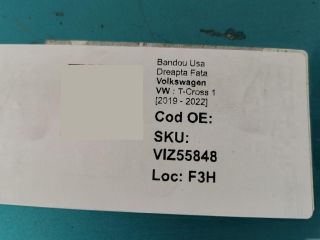 Bandou Usa
Dreapta Fata
Volkswagen
VW : T-Cross 1
[2019 - 2022]
Cod OE:
SKU:
VIZ55848
Loc: F3H